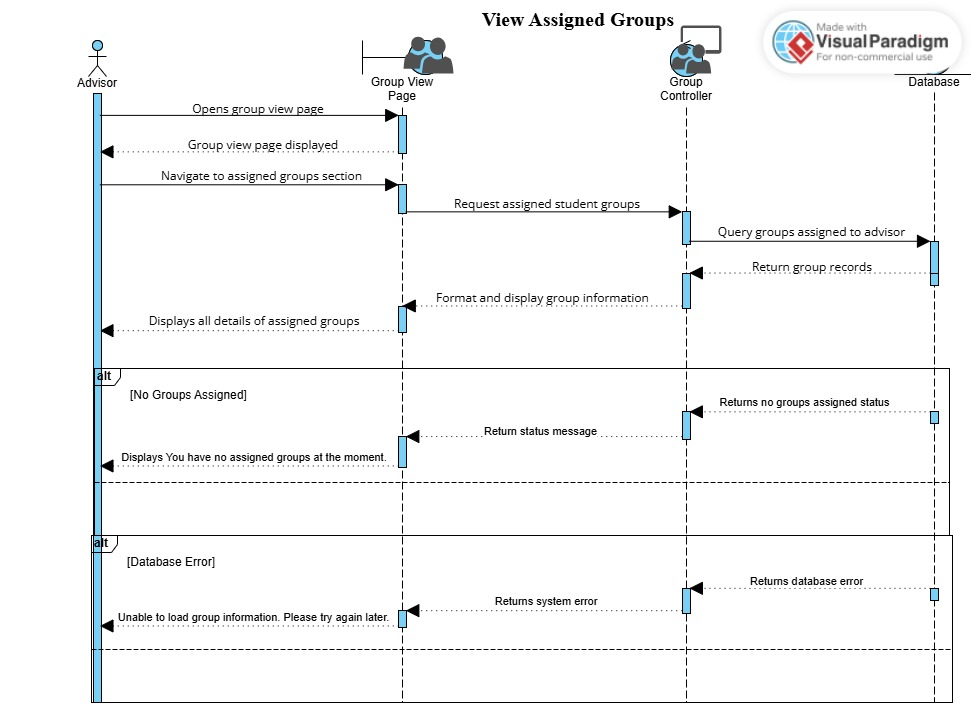 View Assigned Groups
Made with
VisualParadigm
For non-commercial use
Advisor
Group View
Page
Group
Controller
Database
Opens group view page
Group view page displayed
Navigate to assigned groups section
Request assigned student groups
Query groups assigned to advisor
Return group records
Format and display group information
Displays all details of assigned groups
alt
[No Groups Assigned]
Returns no groups assigned status
Return status message
Displays You have no assigned groups at the moment.
alt
[Database Error]
Returns database error
Returns system error
Unable to load group information. Please try again later.